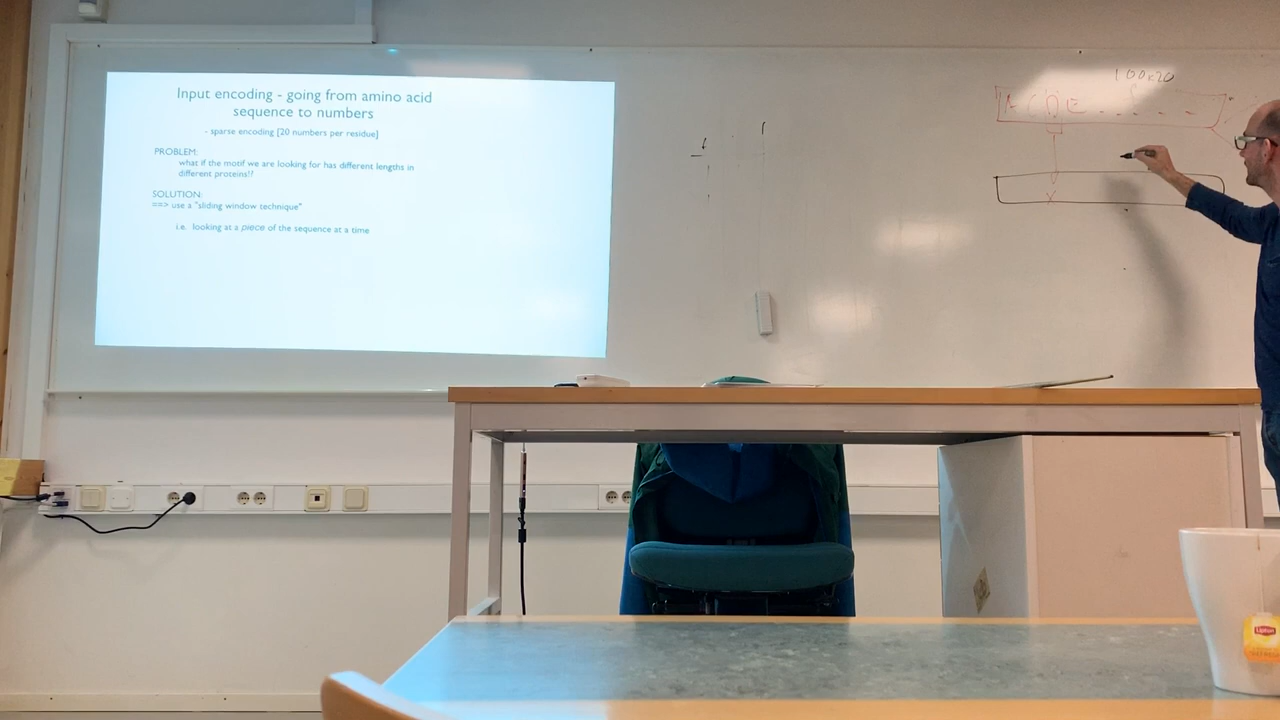 Input encoding - going from amino acid
sequence to numbers
- sparse encoding [20 numbers per residue]
PROBLEM:
what if the motif we are looking for has different lengths in
different proteins!?
SOLUTION:
==> use a "sliding window technique"
i.e. looking at a piece of the sequence at a time
100x20
X
Lipton